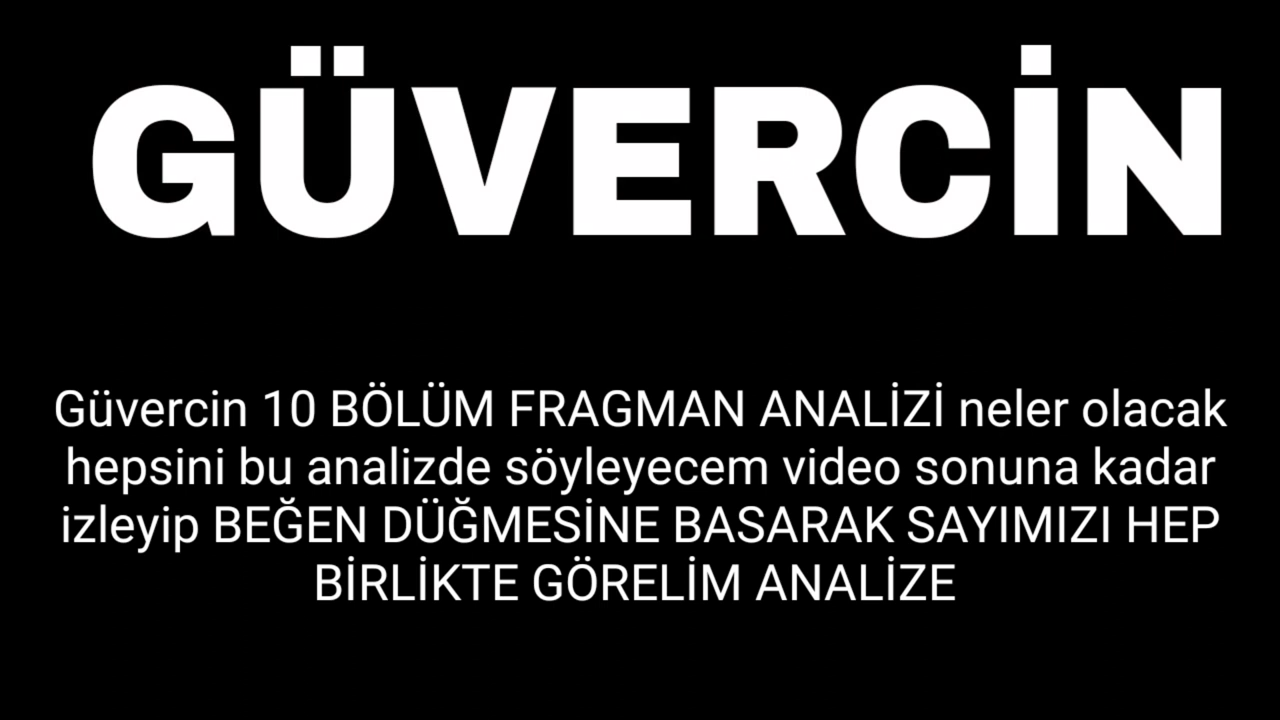 GÜVERCİN
Güvercin 10 BÖLÜM FRAGMAN ANALİZİ neler olacak
hepsini bu analizde söyleyecem video sonuna kadar
izleyip BEĞEN DÜĞMESİNE BASARAK SAYIMIZI HEP
BİRLİKTE GÖRELİM ANALİZE